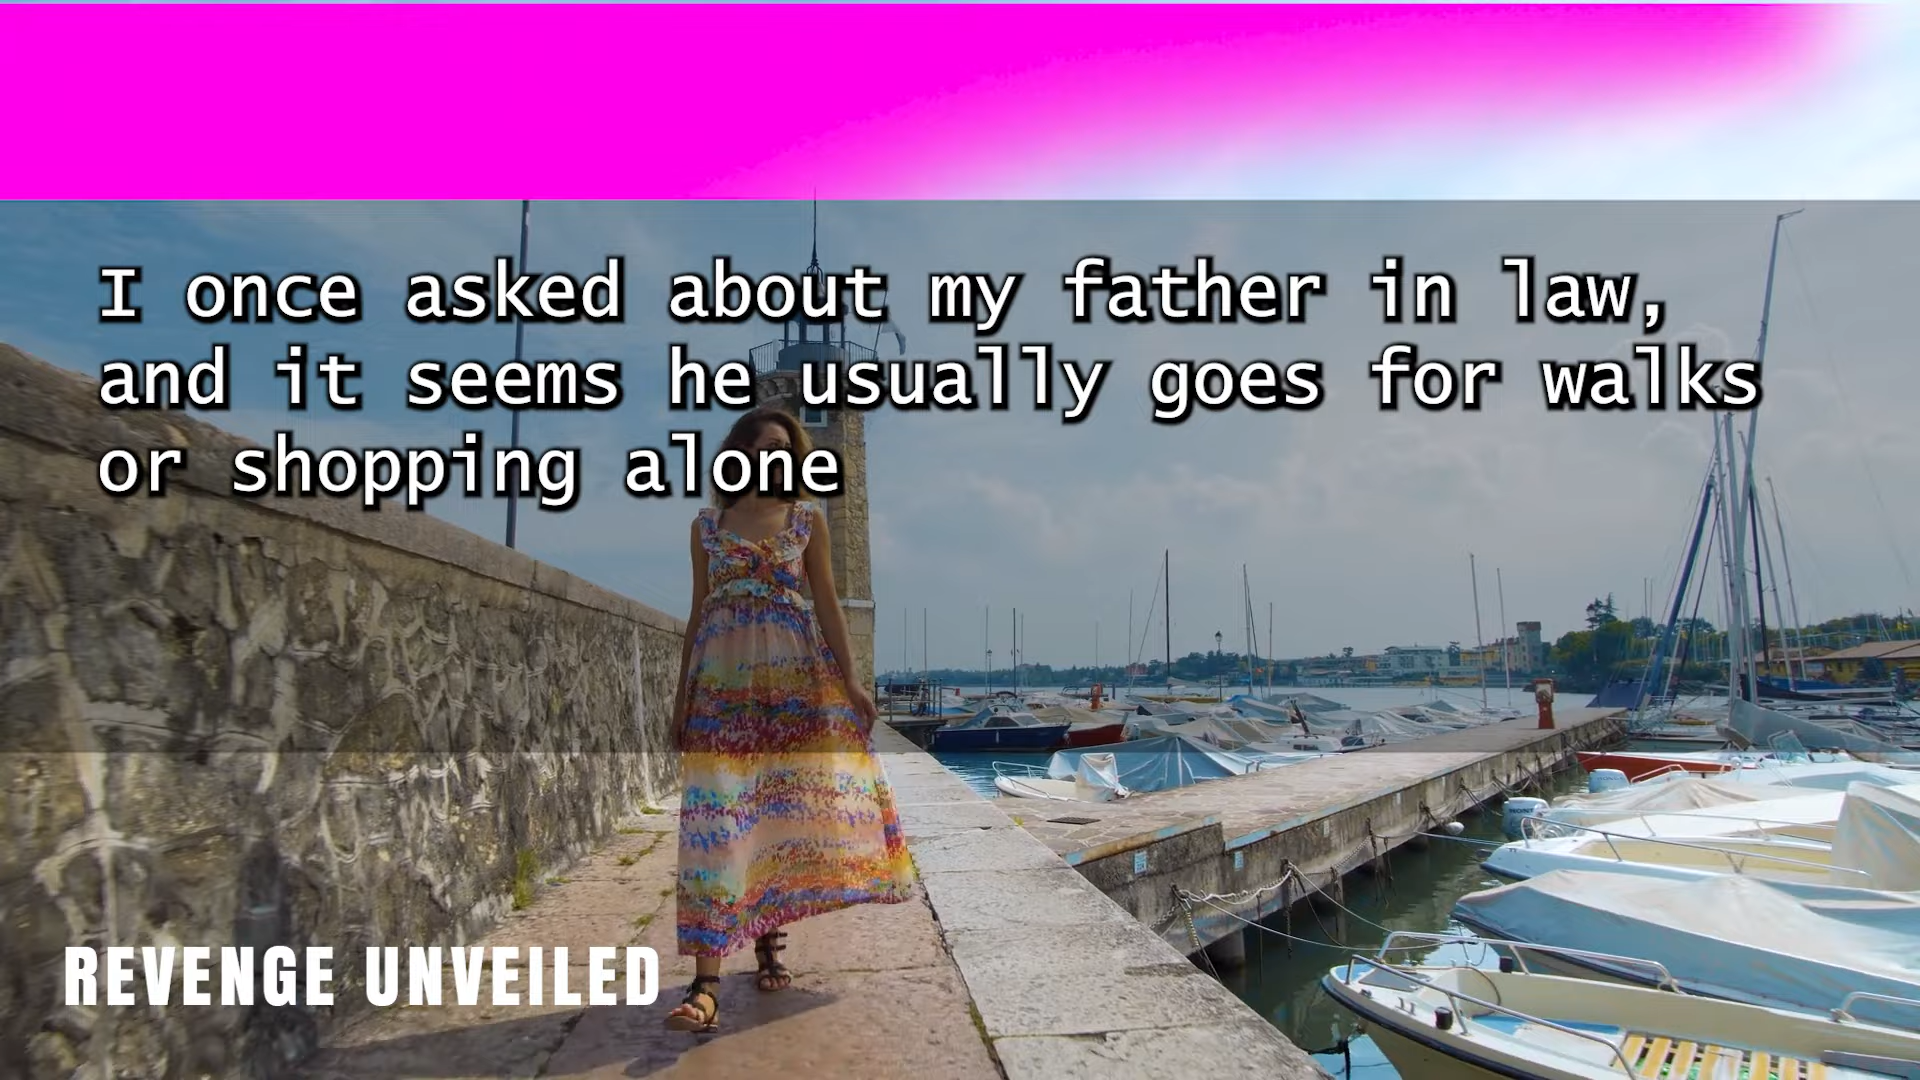 I once asked about my father in law,
and it seems he usually goes for walks
or shopping alone
REVENGE UNVEILED